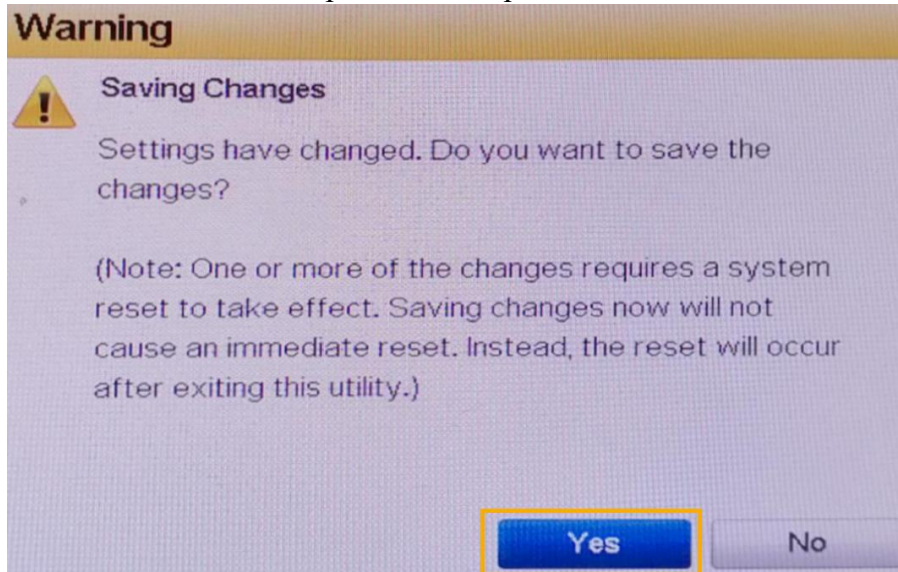 Warning
Saving Changes
Settings have changed. Do you want to save the
changes?
(Note: One or more of the changes requires a system
reset to take effect. Saving changes now will not
cause an immediate reset. Instead, the reset will occur
after exiting this utility.)
Yes No